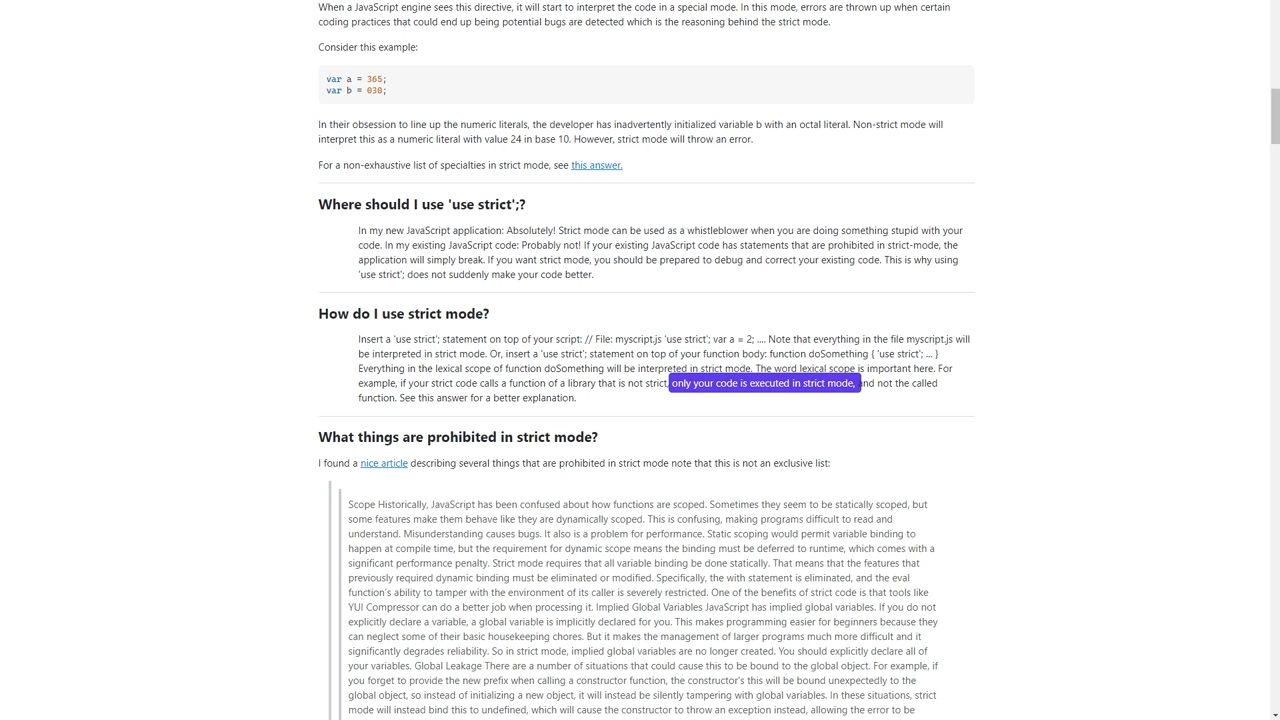 When a JavaScript engine sees this directive, it will start to interpret the code in a special mode. In this mode, errors are thrown up when certain
coding practices that could end up being potential bugs are detected which is the reasoning behind the strict mode.
Consider this example:
var a = 365;
var b = 030;
In their obsession to line up the numeric literals, the developer has inadvertently initialized variable b with an octal literal. Non-strict mode will
interpret this as a numeric literal with value 24 in base 10. However, strict mode will throw an error.
For a non-exhaustive list of specialties in strict mode, see this answer.
Where should I use 'use strict';?
In my new JavaScript application: Absolutely! Strict mode can be used as a whistleblower when you are doing something stupid with your
code. In my existing JavaScript code: Probably not! If your existing JavaScript code has statements that are prohibited in strict-mode, the
application will simply break. If you want strict mode, you should be prepared to debug and correct your existing code. This is why using
'use strict'; does not suddenly make your code better.
How do I use strict mode?
Insert a 'use strict'; statement on top of your script: // File: myscript.js 'use strict'; var a = 2; .... Note that everything in the file myscript.js will
be interpreted in strict mode. Or, insert a 'use strict'; statement on top of your function body: function doSomething { 'use strict'; ... }
Everything in the lexical scope of function doSomething will be interpreted in strict mode. The word lexical scope is important here. For
example, if your strict code calls a function of a library that is not strict, only your code is executed in strict mode, and not the called
function. See this answer for a better explanation.
What things are prohibited in strict mode?
I found a nice article describing several things that are prohibited in strict mode note that this is not an exclusive list:
Scope Historically, JavaScript has been confused about how functions are scoped. Sometimes they seem to be statically scoped, but
some features make them behave like they are dynamically scoped. This is confusing, making programs difficult to read and
understand. Misunderstanding causes bugs. It also is a problem for performance. Static scoping would permit variable binding to
happen at compile time, but the requirement for dynamic scope means the binding must be deferred to runtime, which comes with a
significant performance penalty. Strict mode requires that all variable binding be done statically. That means that the features that
previously required dynamic binding must be eliminated or modified. Specifically, the with statement is eliminated, and the eval
function's ability to tamper with the environment of its caller is severely restricted. One of the benefits of strict code is that tools like
YUI Compressor can do a better job when processing it. Implied Global Variables JavaScript has implied global variables. If you do not
explicitly declare a variable, a global variable is implicitly declared for you. This makes programming easier for beginners because they
can neglect some of their basic housekeeping chores. But it makes the management of larger programs much more difficult and it
significantly degrades reliability. So in strict mode, implied global variables are no longer created. You should explicitly declare all of
your variables. Global Leakage There are a number of situations that could cause this to be bound to the global object. For example, if
you forget to provide the new prefix when calling a constructor function, the constructor's this will be bound unexpectedly to the
global object, so instead of initializing a new object, it will instead be silently tampering with global variables. In these situations, strict
mode will instead bind this to undefined, which will cause the constructor to throw an exception instead, allowing the error to be